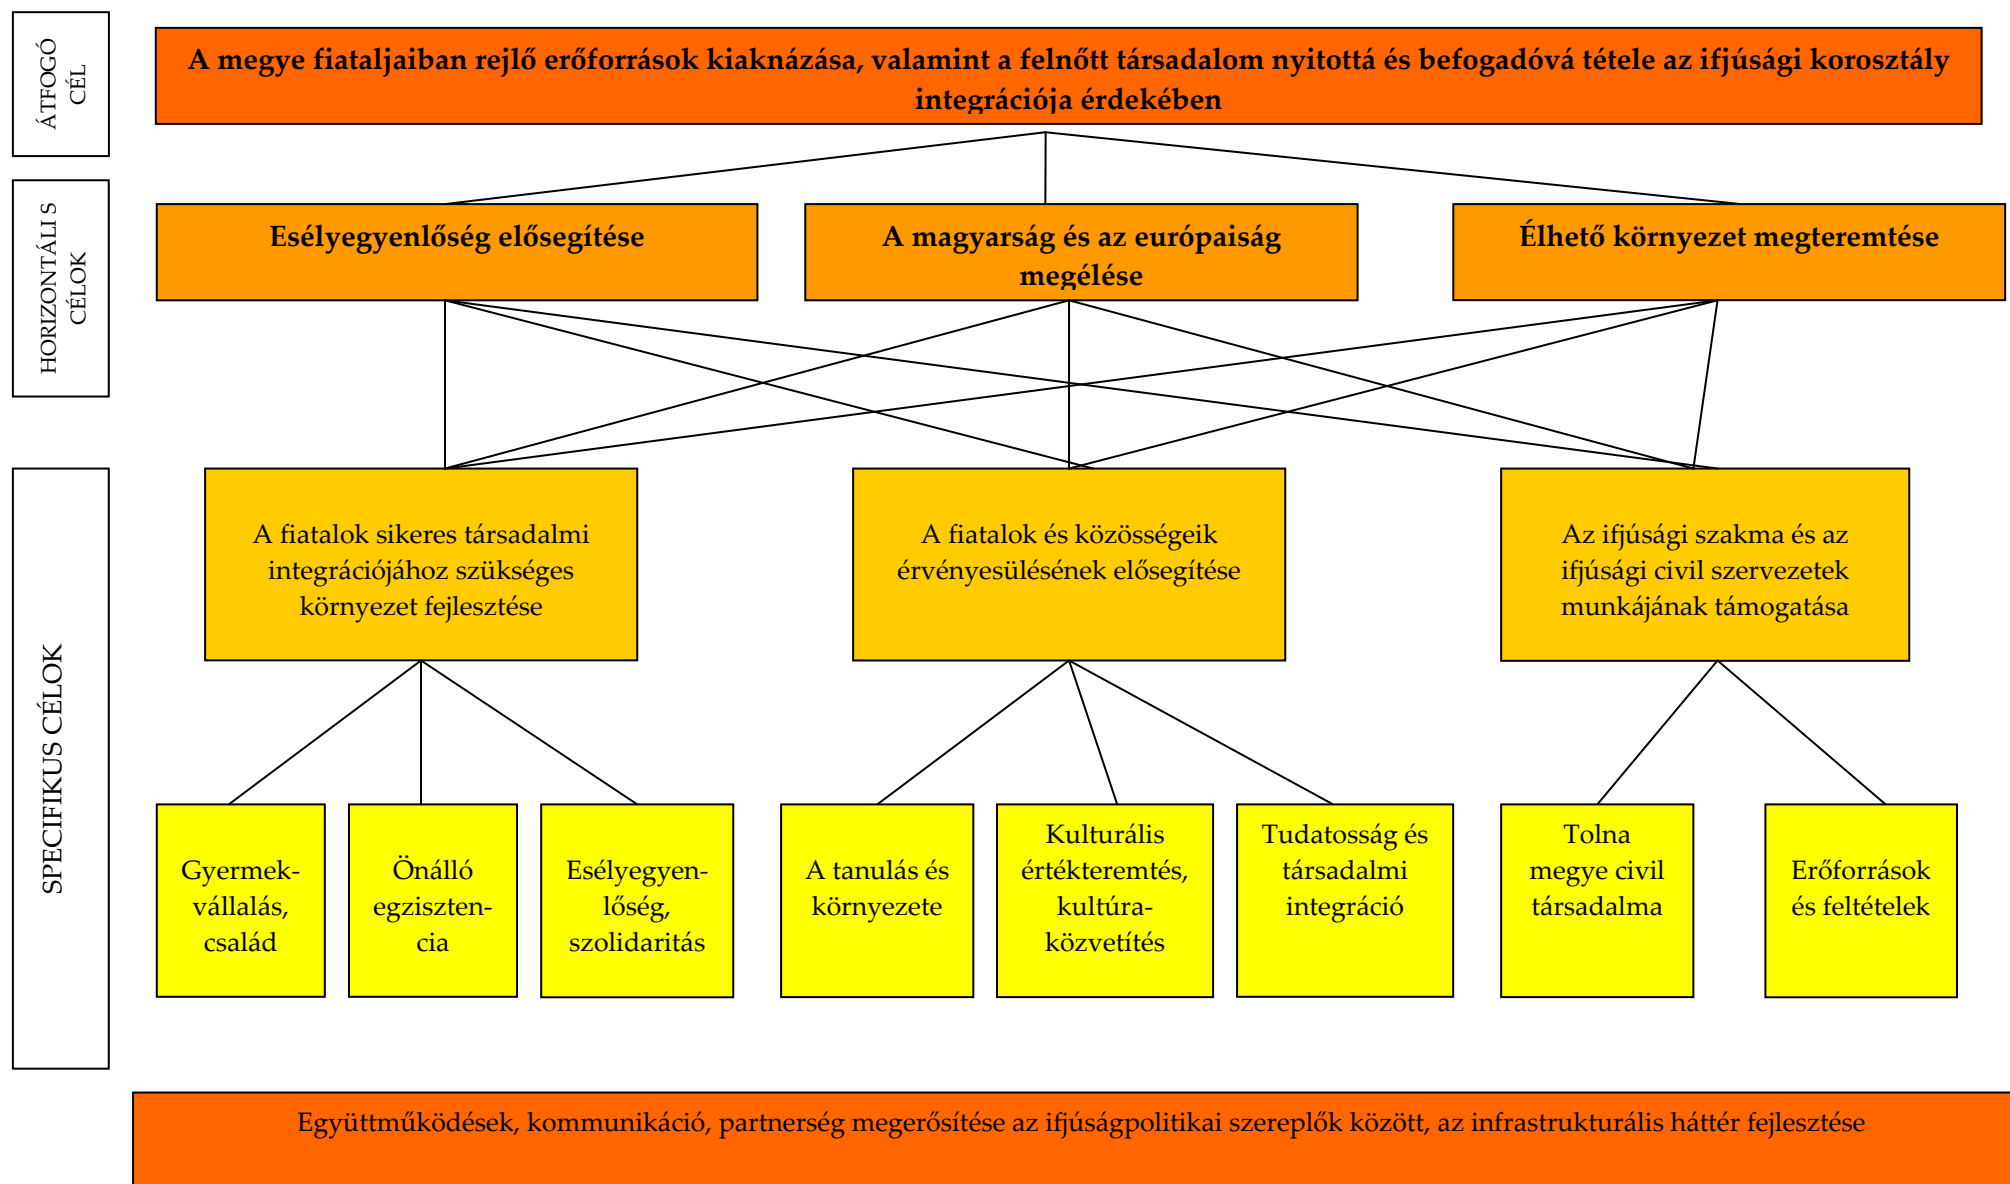 ÁTFOGÓ
CÉL
A megye fiataljaiban rejlő erőforrások kiaknázása, valamint a felnőtt társadalom nyitottá és befogadóvá tétele az ifjúsági korosztály
integrációja érdekében
HORIZONTÁLI S
CÉLOK
Esélyegyenlőség elősegítése
A magyarság és az európaiság
megélése
Élhető környezet megteremtése
SPECIFIKUS CÉLOK
A fiatalok sikeres társadalmi
integrációjához szükséges
környezet fejlesztése
A fiatalok és közösségeik
érvényesülésének elősegítése
Az ifjúsági szakma és az
ifjúsági civil szervezetek
munkájának támogatása
Gyermek-
vállalás,
család
Önálló
egziszten-
cia
Esélyegyen-
lőség,
szolidaritás
A tanulás és
környezete
Kulturális
értékteremtés,
kultúra-
közvetítés
Tudatosság és
társadalmi
integráció
Tolna
megye civil
társadalma
Erőforrások
és feltételek
Együttműködések, kommunikáció, partnerség megerősítése az ifjúságpolitikai szereplők között, az infrastrukturális háttér fejlesztése